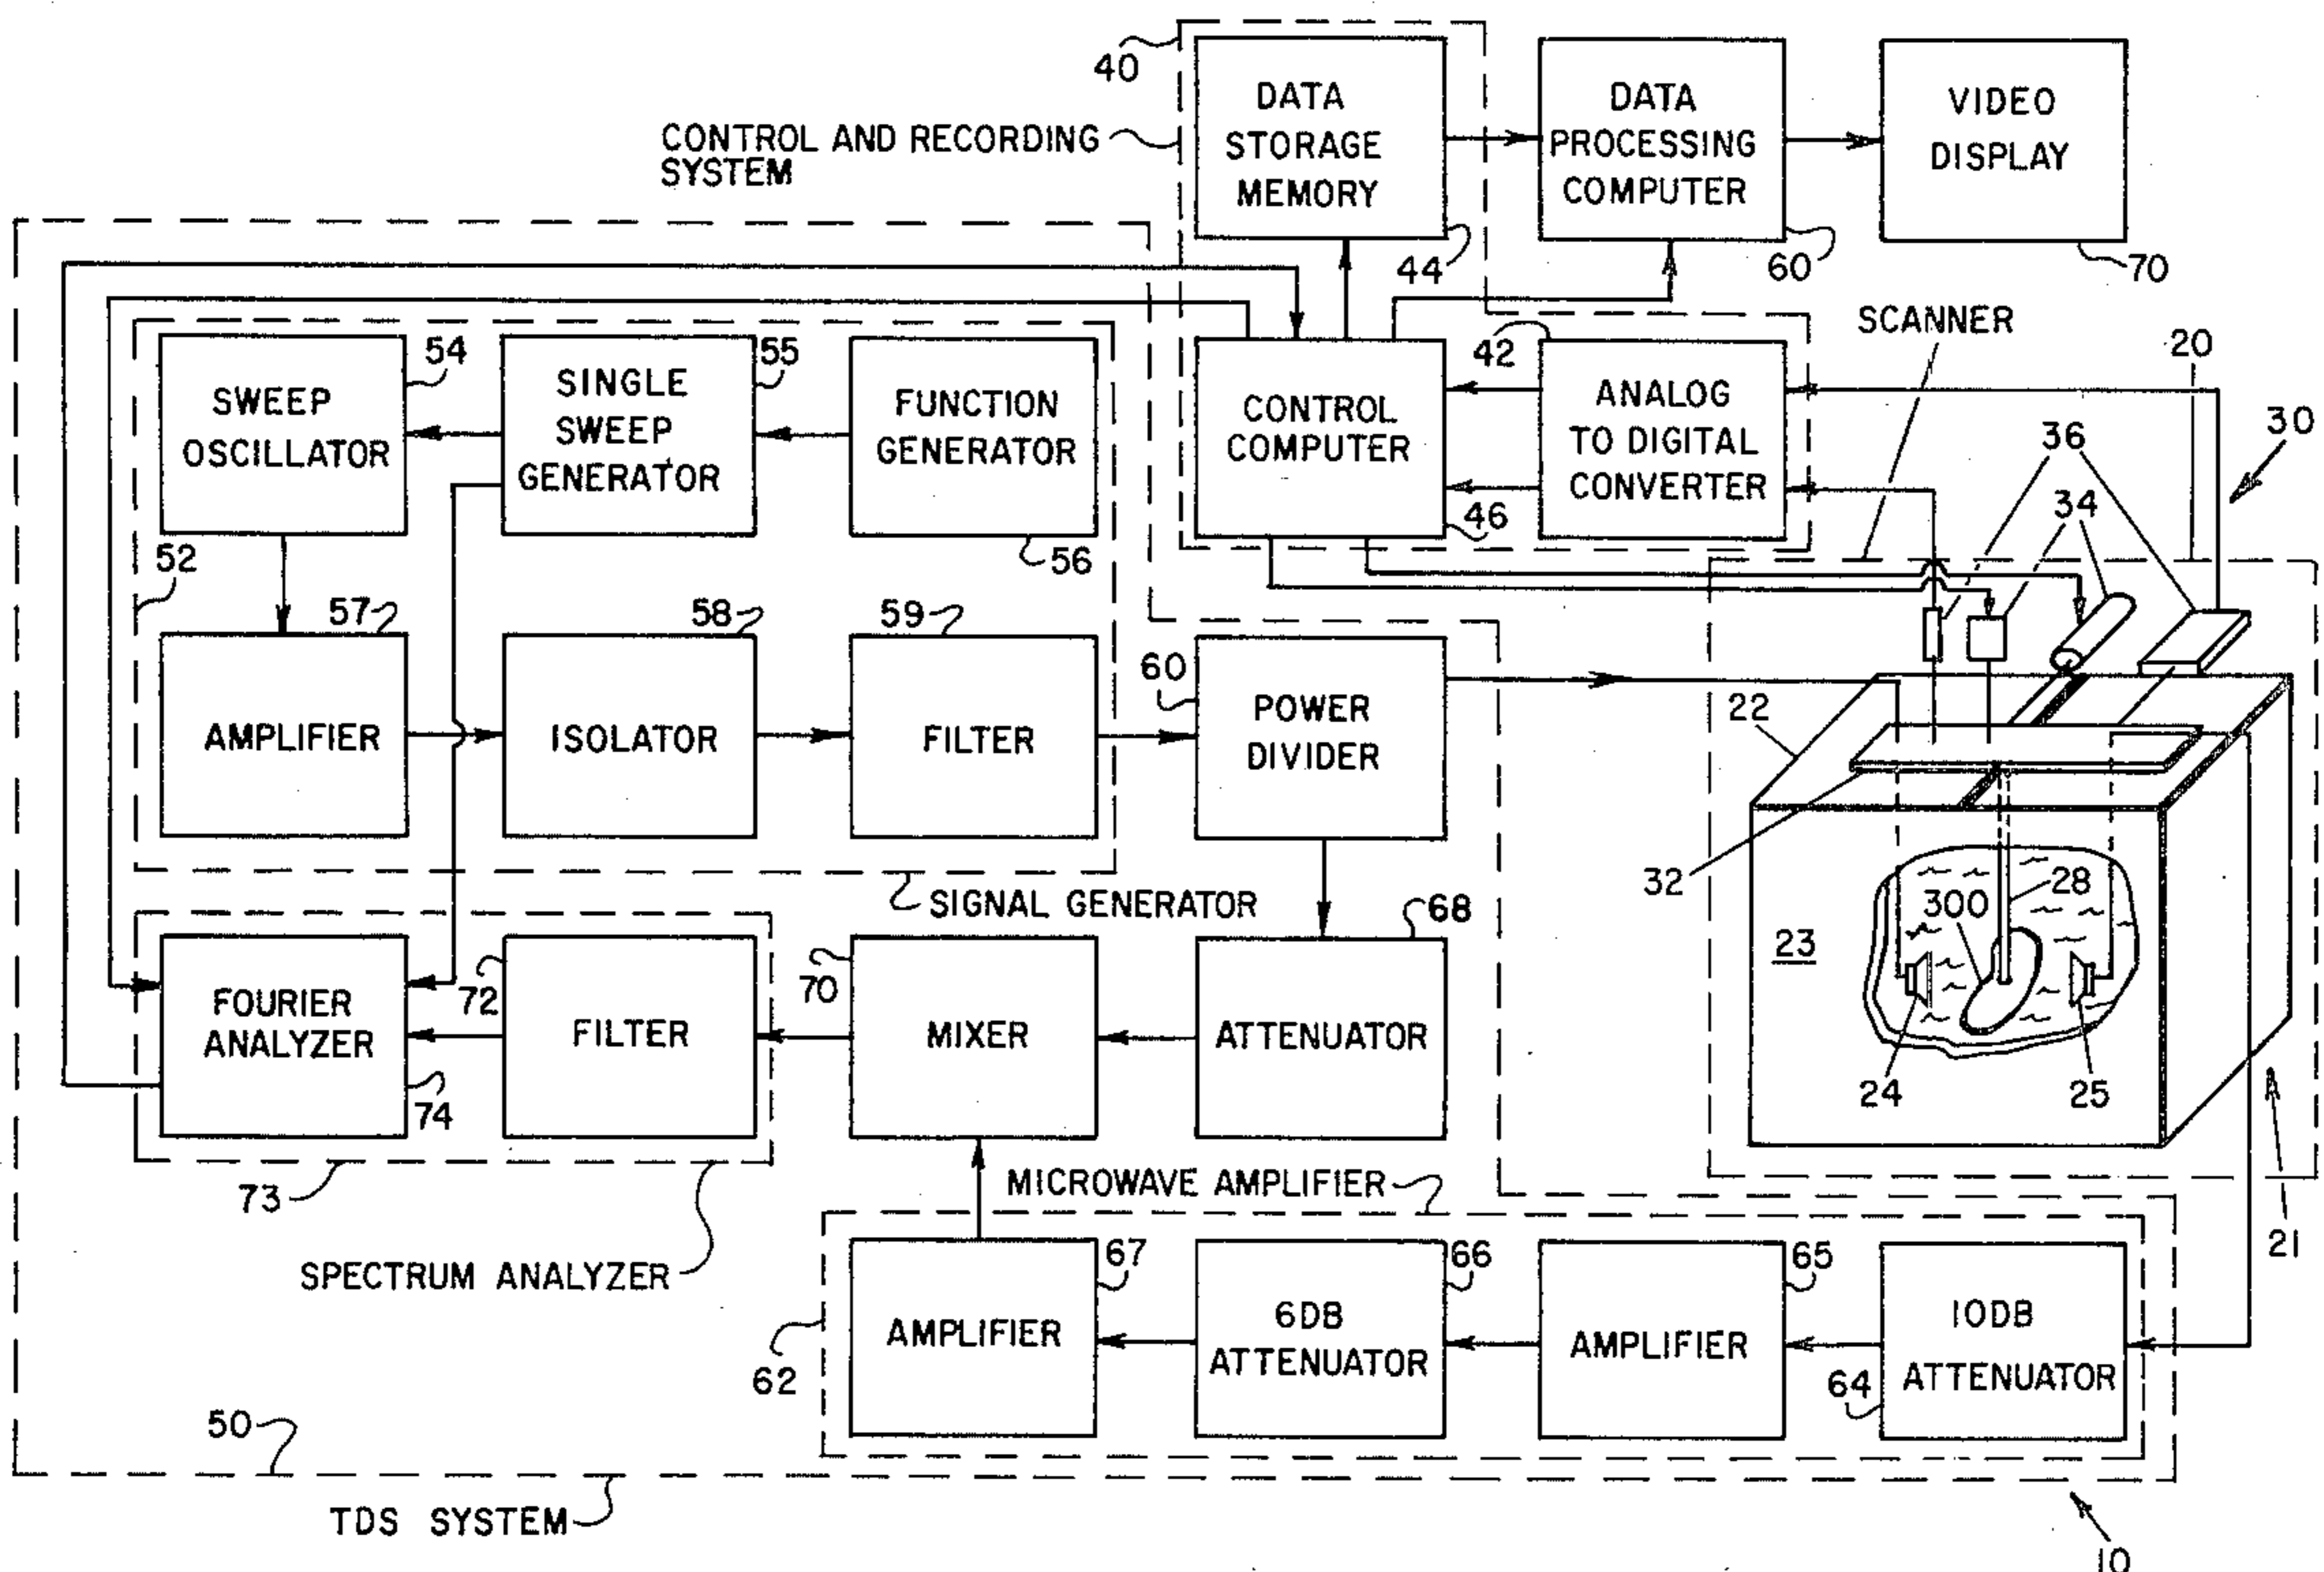 40
CONTROL AND RECORDING
SYSTEM
DATA
STORAGE
MEMORY
44
DATA
PROCESSING
COMPUTER
60
VIDEO
DISPLAY
70
SWEEP
OSCILLATOR
54
SINGLE
SWEEP
GENERATOR
55
FUNCTION
GENERATOR
56
CONTROL
COMPUTER
46
42
ANALOG
TO DIGITAL
CONVERTER
SCANNER
20
30
36
34
52
57
AMPLIFIER
58
ISOLATOR
59
FILTER
60
POWER
DIVIDER
22
32
23
300
28
24
25
21
SIGNAL GENERATOR
FOURIER
ANALYZER
74
72
FILTER
70
MIXER
68
ATTENUATOR
73
SPECTRUM ANALYZER
MICROWAVE AMPLIFIER
62
AMPLIFIER
67
6DB
ATTENUATOR
66
AMPLIFIER
65
10DB
ATTENUATOR
64
50
TDS SYSTEM
10